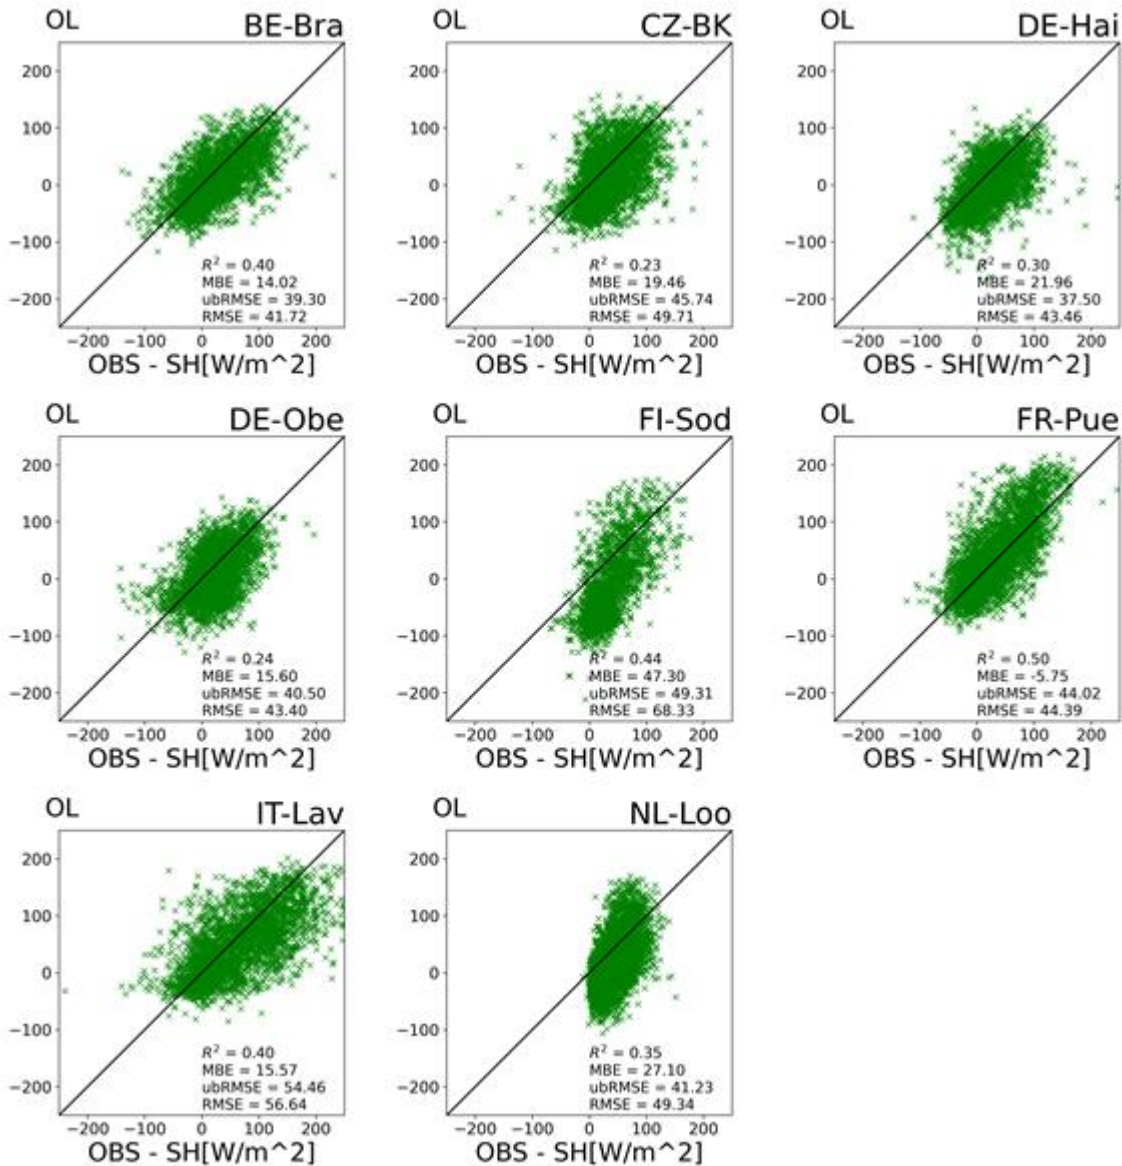 OL BE-Bra
200
100
0
−100
−200
R² = 0.40
MBE = 14.02
ubRMSE = 39.30
RMSE = 41.72
−200 −100 0 100 200
OBS - SH[W/m^2]
OL CZ-BK
200
100
0
−100
−200
R² = 0.23
MBE = 19.46
ubRMSE = 45.74
RMSE = 49.71
−200 −100 0 100 200
OBS - SH[W/m^2]
OL DE-Hai
200
100
0
−100
−200
R² = 0.30
MBE = 21.96
ubRMSE = 37.50
RMSE = 43.46
−200 −100 0 100 200
OBS - SH[W/m^2]
OL DE-Obe
200
100
0
−100
−200
R² = 0.24
MBE = 15.60
ubRMSE = 40.50
RMSE = 43.40
−200 −100 0 100 200
OBS - SH[W/m^2]
OL FI-Sod
200
100
0
−100
−200
R² = 0.44
MBE = 47.30
ubRMSE = 49.31
RMSE = 68.33
−200 −100 0 100 200
OBS - SH[W/m^2]
OL FR-Pue
200
100
0
−100
−200
R² = 0.50
MBE = -5.75
ubRMSE = 44.02
RMSE = 44.39
−200 −100 0 100 200
OBS - SH[W/m^2]
OL IT-Lav
200
100
0
−100
−200
R² = 0.40
MBE = 15.57
ubRMSE = 54.46
RMSE = 56.64
−200 −100 0 100 200
OBS - SH[W/m^2]
OL NL-Loo
200
100
0
−100
−200
R² = 0.35
MBE = 27.10
ubRMSE = 41.23
RMSE = 49.34
−200 −100 0 100 200
OBS - SH[W/m^2]